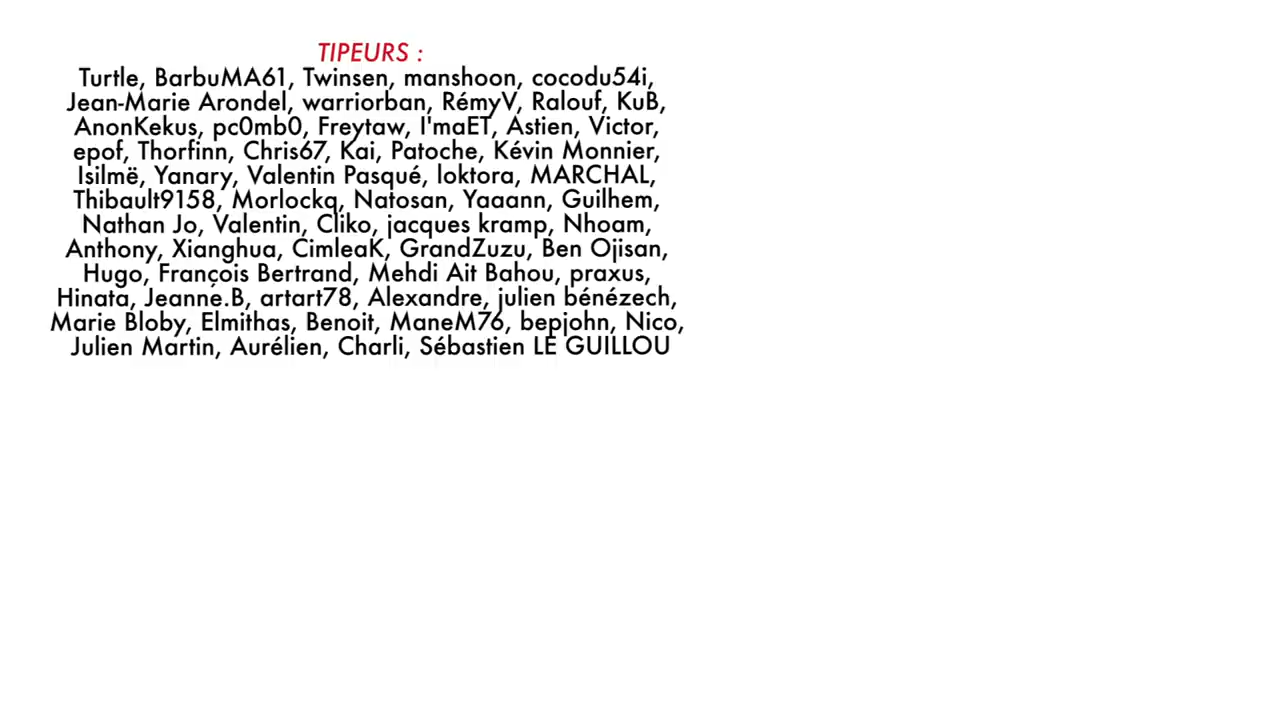 TIPEURS :
Turtle, BarbuMA61, Twinsen, manshoon, cocodu54i,
Jean-Marie Arondel, warriorban, RémyV, Ralouf, KuB,
AnonKekus, pc0mb0, Freytaw, I'maET, Astien, Victor,
epof, Thorfinn, Chris67, Kai, Patoche, Kévin Monnier,
Isilmë, Yanary, Valentin Pasqué, loktora, MARCHAL,
Thibault9158, Morlockq, Natosan, Yaaann, Guilhem,
Nathan Jo, Valentin, Cliko, jacques kramp, Nhoam,
Anthony, Xianghua, CimleaK, GrandZuzu, Ben Ojisan,
Hugo, François Bertrand, Mehdi Ait Bahou, praxus,
Hinata, Jeanne.B, artart78, Alexandre, julien bénézech,
Marie Bloby, Elmithas, Benoit, ManeM76, bepjohn, Nico,
Julien Martin, Aurélien, Charli, Sébastien LE GUILLOU